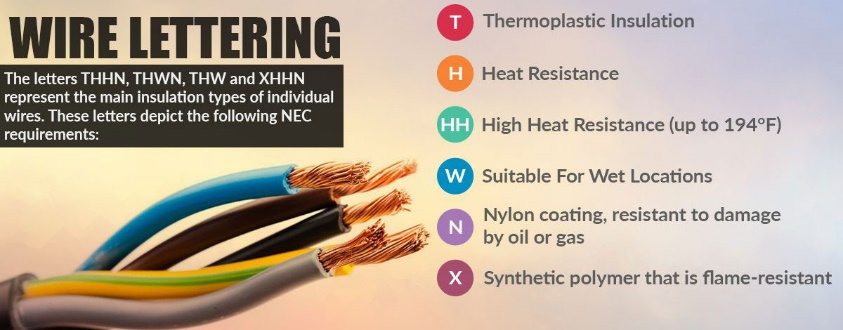 WIRE LETTERING
The letters THHN, THWN, THW and XHHN
represent the main insulation types of individual
wires. These letters depict the following NEC
requirements:
T Thermoplastic Insulation
H Heat Resistance
HH High Heat Resistance (up to 194°F)
W Suitable For Wet Locations
N Nylon coating, resistant to damage
by oil or gas
X Synthetic polymer that is flame-resistant